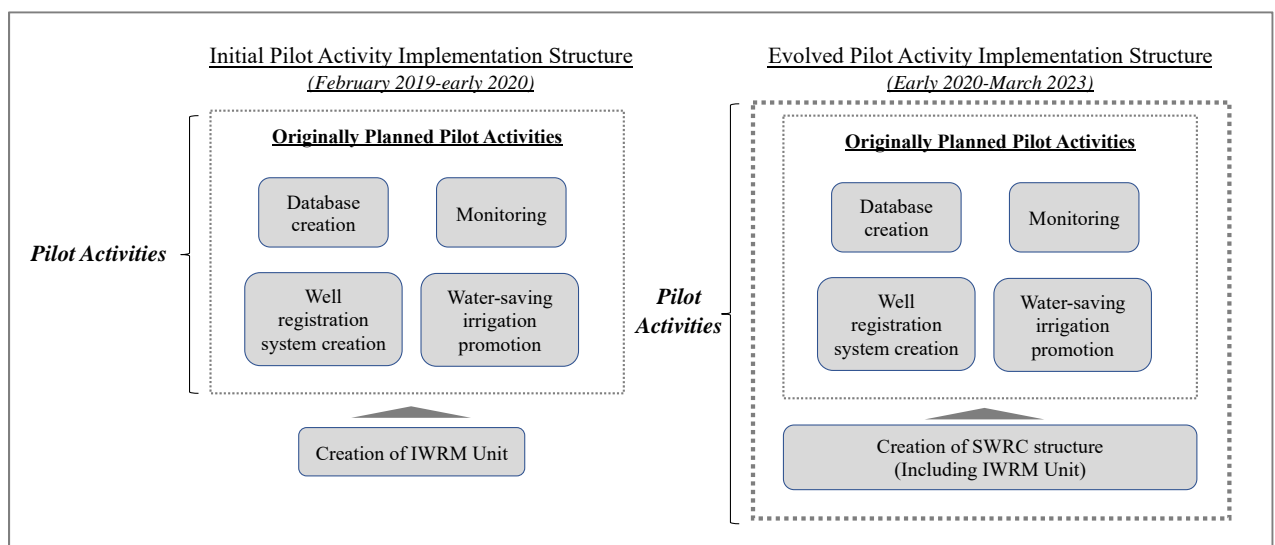 Initial Pilot Activity Implementation Structure
(February 2019-early 2020)
Originally Planned Pilot Activities
Database
creation
Monitoring
Pilot Activities
Well
registration
system creation
Water-saving
irrigation
promotion
Creation of IWRM Unit
Evolved Pilot Activity Implementation Structure
(Early 2020-March 2023)
Originally Planned Pilot Activities
Database
creation
Monitoring
Pilot
Activities
Well
registration
system creation
Water-saving
irrigation
promotion
Creation of SWRC structure
(Including IWRM Unit)